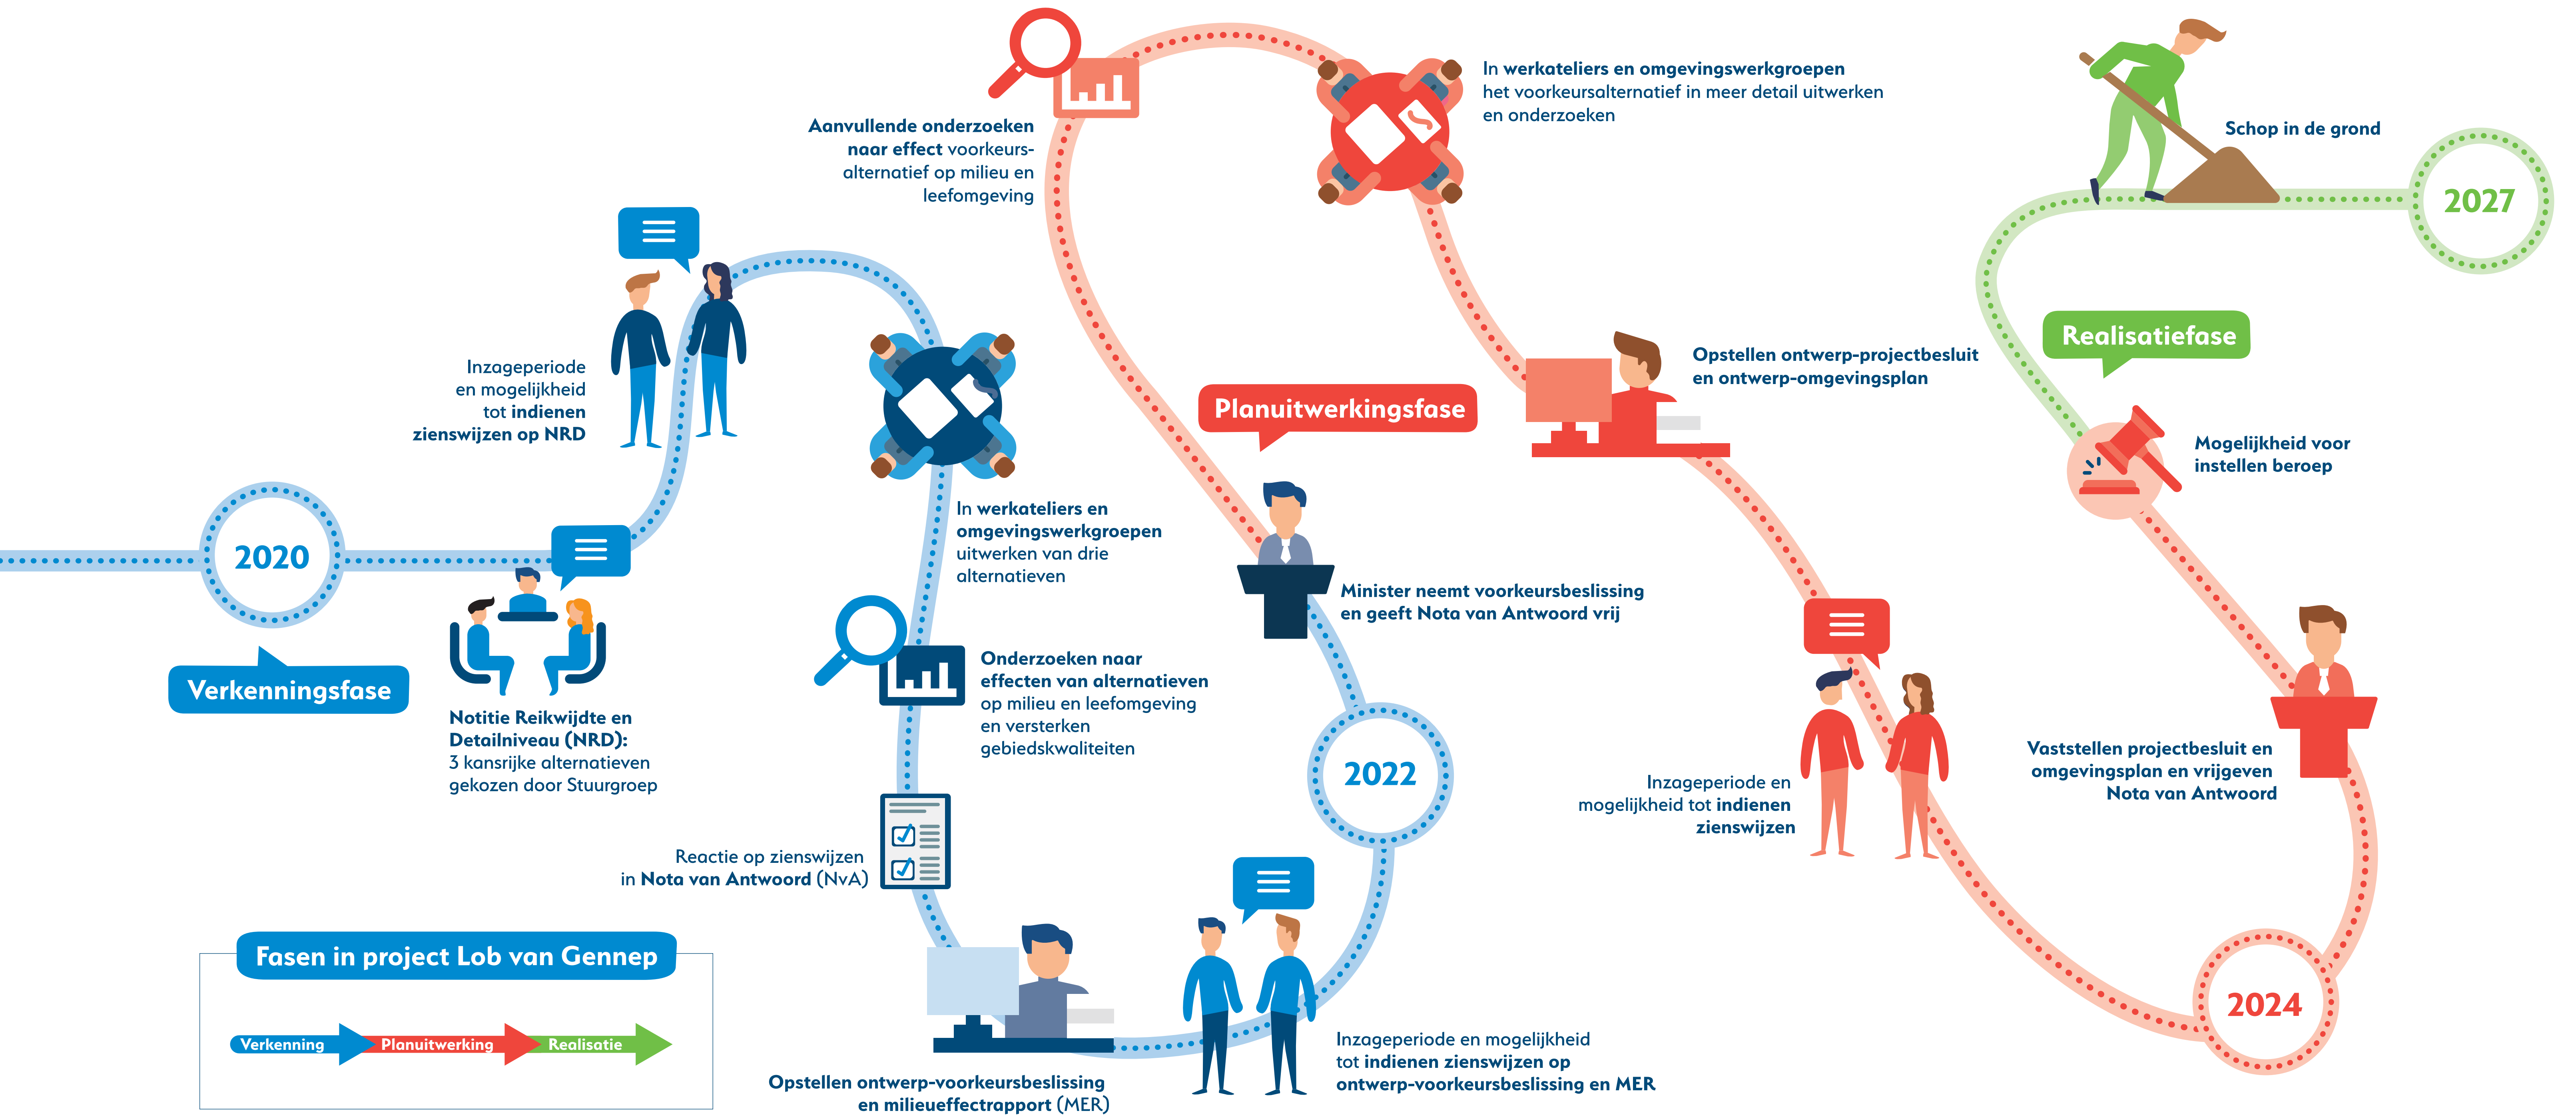 2020
Verkenningsfase
Notitie Reikwijdte en
Detailniveau (NRD):
3 kansrijke alternatieven
gekozen door Stuurgroep
Inzageperiode
en mogelijkheid
tot indienen
zienswijzen op NRD
In werkateliers en
omgevingswerkgroepen
uitwerken van drie
alternatieven
Onderzoeken naar
effecten van alternatieven
op milieu en leefomgeving
en versterken
gebiedskwaliteiten
Reactie op zienswijzen
in Nota van Antwoord (NvA)
Opstellen ontwerp-voorkeursbeslissing
en milieueffectrapport (MER)
Inzageperiode en mogelijkheid
tot indienen zienswijzen op
ontwerp-voorkeursbeslissing en MER
2022
Minister neemt voorkeursbeslissing
en geeft Nota van Antwoord vrij
Planuitwerkingsfase
Aanvullende onderzoeken
naar effect voorkeurs-
alternatief op milieu en
leefomgeving
In werkateliers en omgevingswerkgroepen
het voorkeursalternatief in meer detail uitwerken
en onderzoeken
Opstellen ontwerp-projectbesluit
en ontwerp-omgevingsplan
Inzageperiode en
mogelijkheid tot indienen
zienswijzen
2024
Vaststellen projectbesluit en
omgevingsplan en vrijgeven
Nota van Antwoord
Mogelijkheid voor
instellen beroep
Realisatiefase
Schop in de grond
2027
Fasen in project Lob van Gennep
Verkenning
Planuitwerking
Realisatie